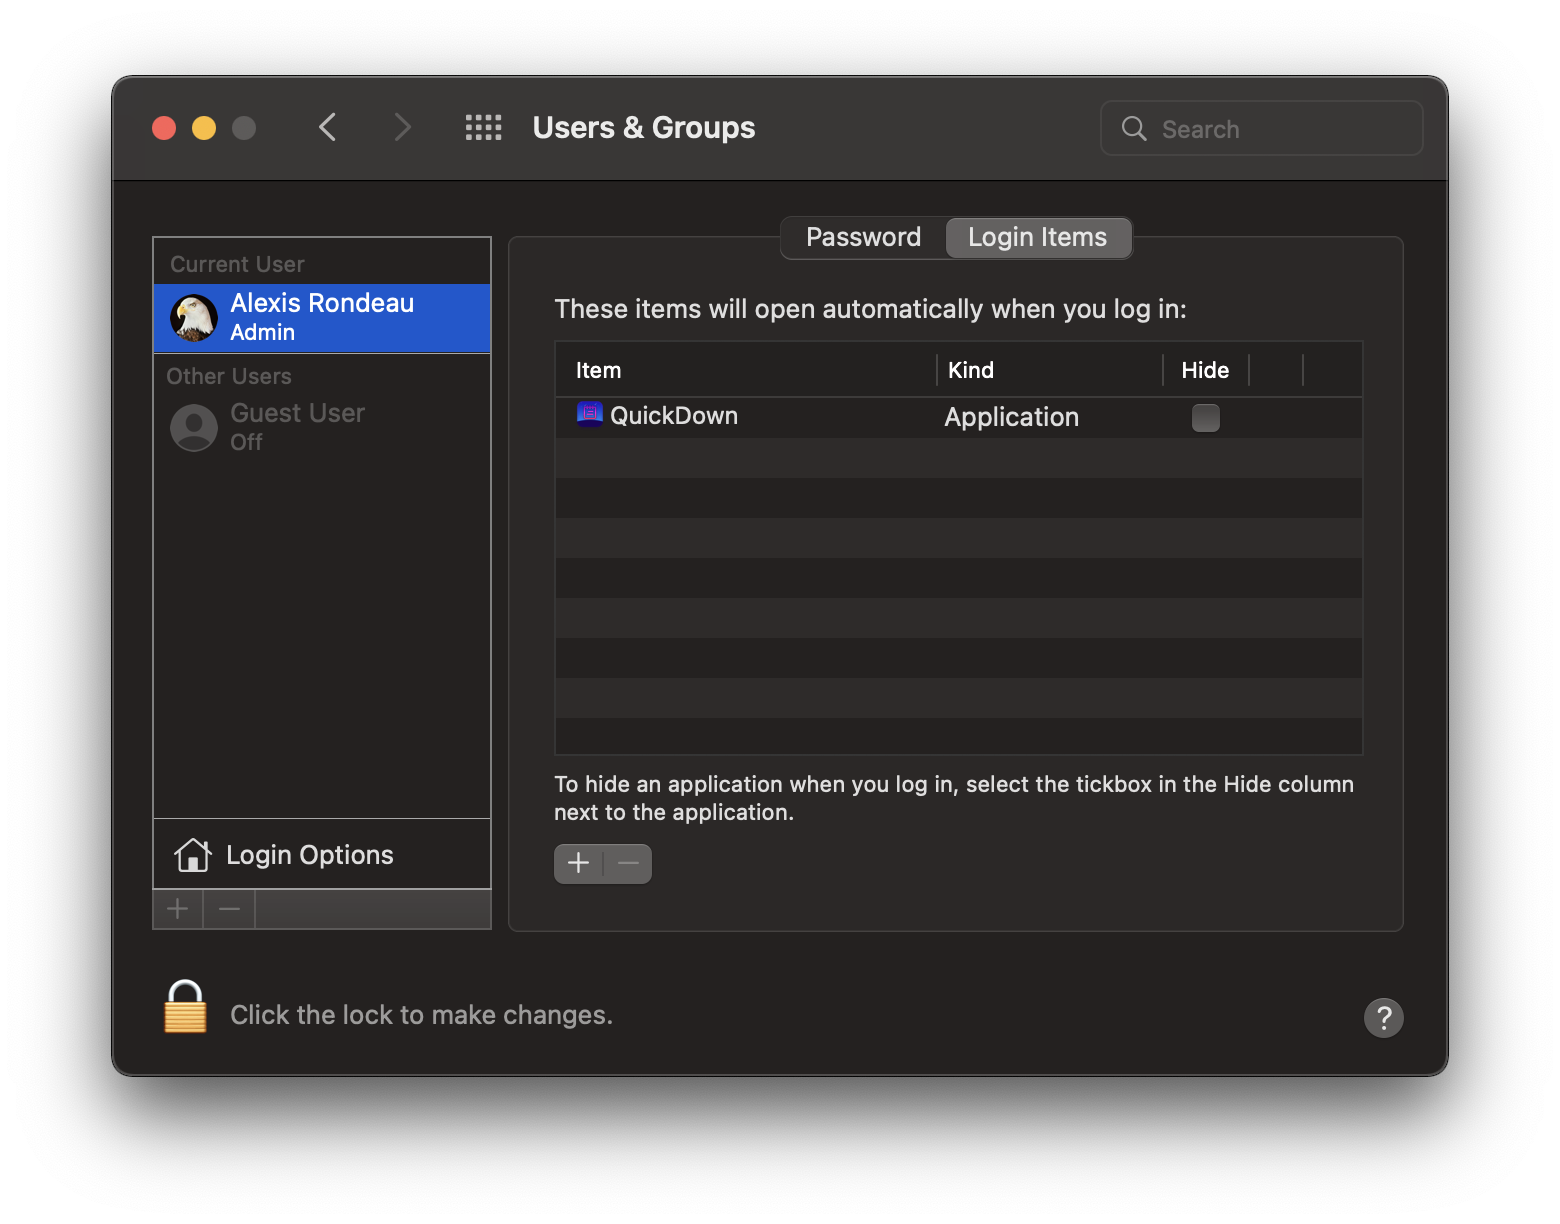 Users & Groups
Search
Current User
Alexis Rondeau
Admin
Other Users
Guest User
Off
Login Options
Password
Login Items
These items will open automatically when you log in:
Item
Kind
Hide
QuickDown
Application
To hide an application when you log in, select the tickbox in the Hide column
next to the application.
Click the lock to make changes.
?